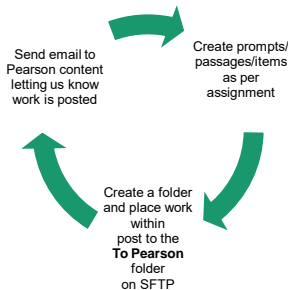 Send email to
Pearson content
letting us know
work is posted
Create prompts/
passages/items
as per
assignment
Create a folder
and place work
within
post to the
To Pearson
folder
on SFTP